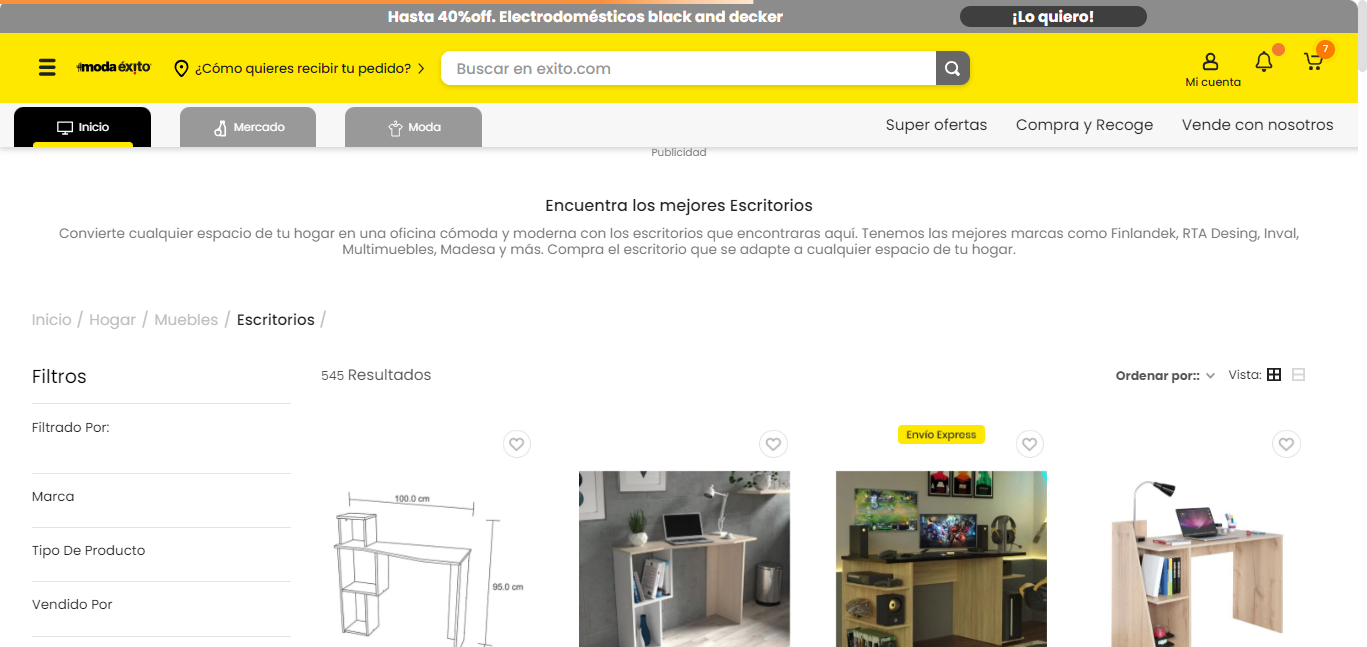 Hasta 40%off. Electrodomésticos black and decker
¡Lo quiero!
moda éxito
¿Cómo quieres recibir tu pedido?
Buscar en exito.com
Mi cuenta
7
Inicio
Mercado
Moda
Super ofertas
Compra y Recoge
Vende con nosotros
Publicidad
Encuentra los mejores Escritorios
Convierte cualquier espacio de tu hogar en una oficina cómoda y moderna con los escritorios que encontraras aquí. Tenemos las mejores marcas como Finlandek, RTA Desing, Inval,
Multimuebles, Madesa y más. Compra el escritorio que se adapte a cualquier espacio de tu hogar.
Inicio / Hogar / Muebles / Escritorios /
Filtros
545 Resultados
Ordenar por::
Vista:
Filtrado Por:
Marca
Tipo De Producto
Vendido Por
Envío Express
100.0 cm
95.0 cm